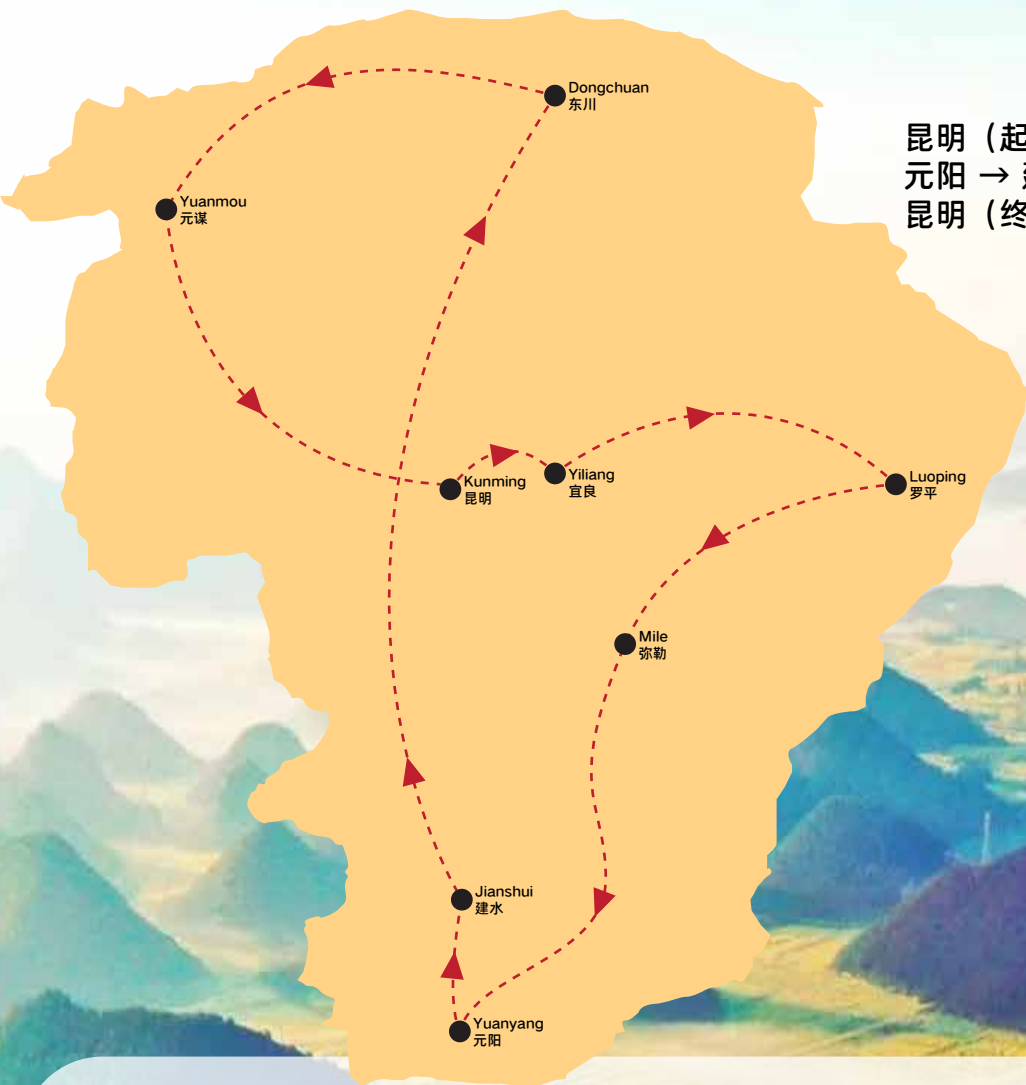 Dongchuan
东川
昆明（起
元阳 →
昆明（终
Yuanmou
元谋
Kunming
昆明
Yiliang
宜良
Luoping
罗平
Mile
弥勒
Jianshui
建水
Yuanyang
元阳